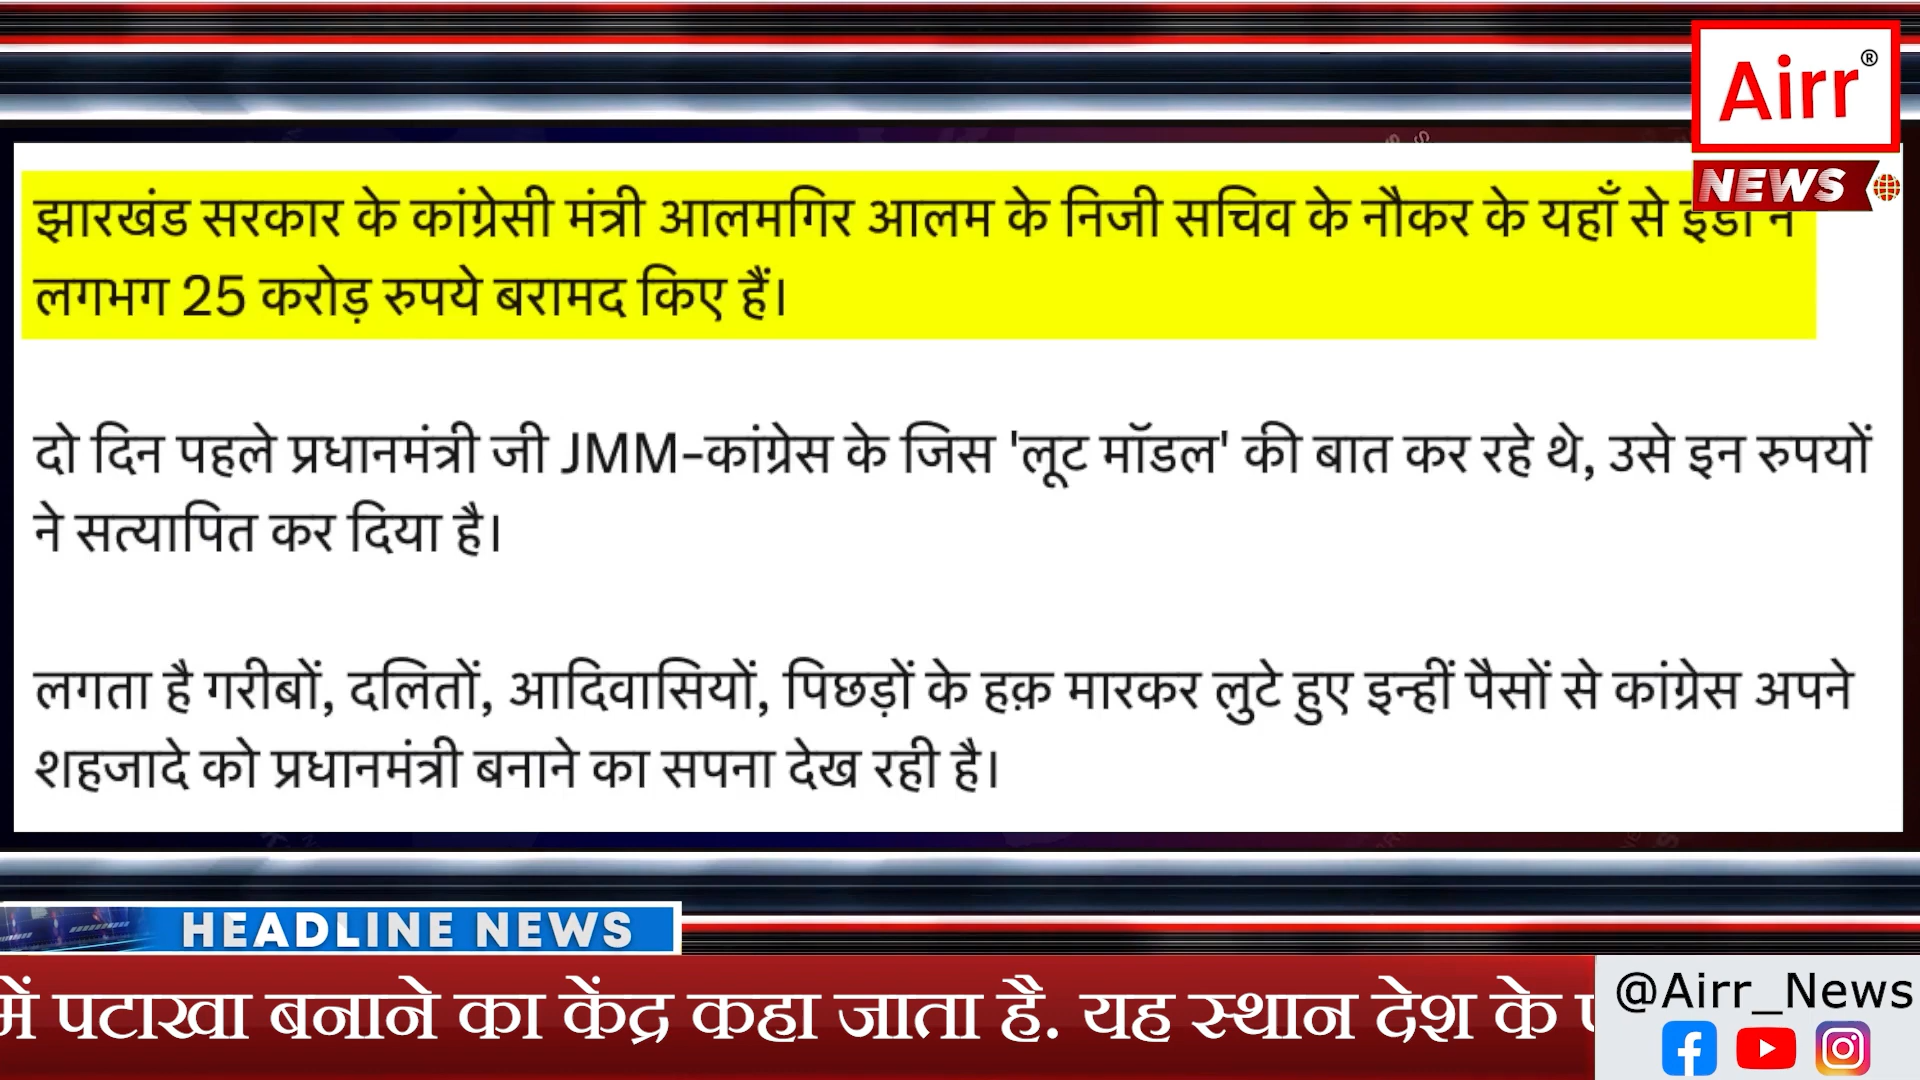 Airr®
NEWS
झारखंड सरकार के कांग्रेसी मंत्री आलमगिर आलम के निजी सचिव के नौकर के यहाँ से ईडी ने
लगभग 25 करोड़ रुपये बरामद किए हैं।
दो दिन पहले प्रधानमंत्री जी JMM-कांग्रेस के जिस 'लूट मॉडल' की बात कर रहे थे, उसे इन रुपयों
ने सत्यापित कर दिया है।
लगता है गरीबों, दलितों, आदिवासियों, पिछड़ों के हक़ मारकर लुटे हुए इन्हीं पैसों से कांग्रेस अपने
शहजादे को प्रधानमंत्री बनाने का सपना देख रही है।
HEADLINE NEWS
में पटाखा बनाने का केंद्र कहा जाता है. यह स्थान देश के
@Airr_News